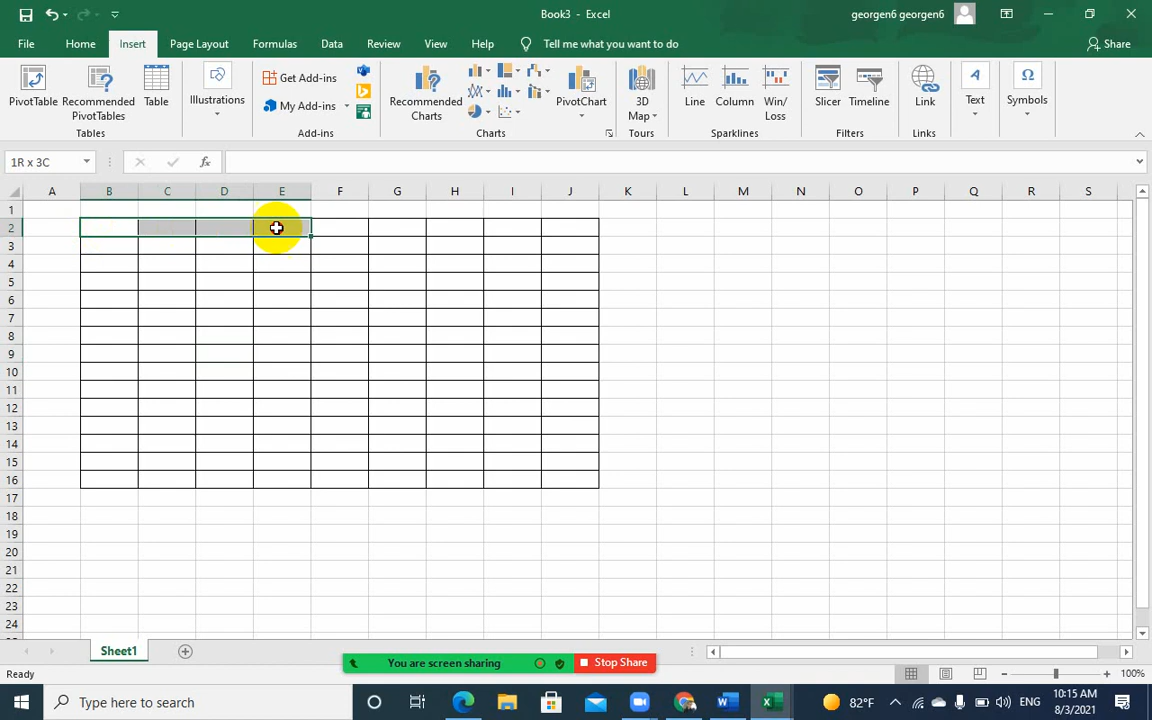 Book3 - Excel
georgen6 georgen6
File Home Insert Page Layout Formulas Data Review View Help Tell me what you want to do Share
PivotTable
Recommended
PivotTables
Table
Illustrations
Get Add-ins
My Add-ins
Recommended
Charts
PivotChart
3D
Map
Line
Column
Win/
Loss
Slicer
Timeline
Link
Text
Symbols
Tables
Add-ins
Charts
Tours
Sparklines
Filters
Links
1R x 3C
fx
A B C D E F G H I J K L M N O P Q R S
1
2
3
4
5
6
7
8
9
10
11
12
13
14
15
16
17
18
19
20
21
22
23
24
Sheet1
You are screen sharing
Stop Share
Ready
100%
Type here to search
82°F
ENG
10:15 AM
8/3/2021